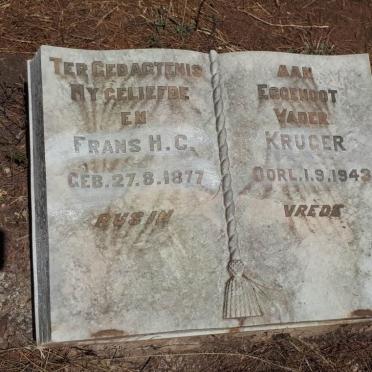 TER GEDAGTENIS AAN
MY GELIEFDE EGGENOOT
EN VADER
FRANS H. C. KRUGER
GEB. 27.8.1877 OORL. 1.9.1943
RUS IN VREDE